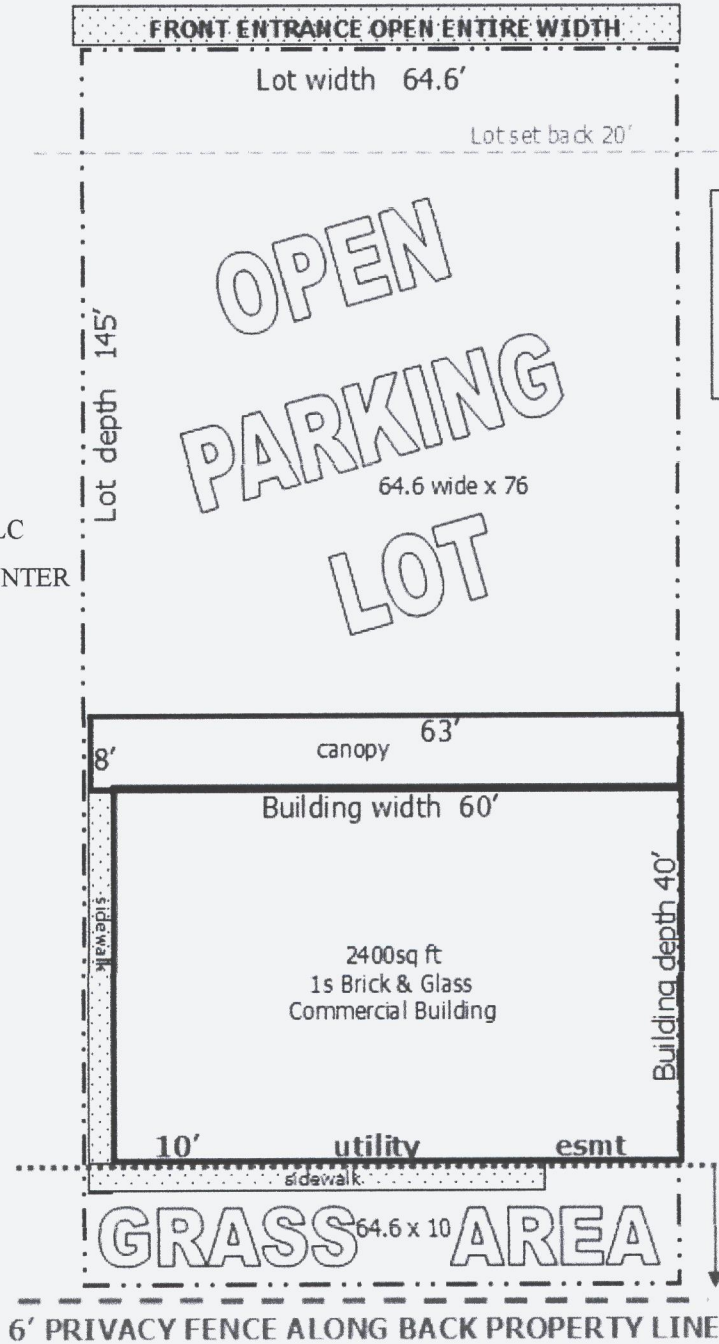 FRONT ENTRANCE OPEN ENTIRE WIDTH
Lot width 64.6'
Lot set back 20'
OPEN
Lot depth 145'
PARKING
64.6 wide x 76
LC
LOT
NTER
63'
canopy
8'
Building width 60'
sidewalk
2400sq ft
1s Brick & Glass
Commercial Building
Building depth 40'
10' utility esmt
sidewalk
GRASS 64.6 x 10 AREA
6' PRIVACY FENCE ALONG BACK PROPERTY LINE